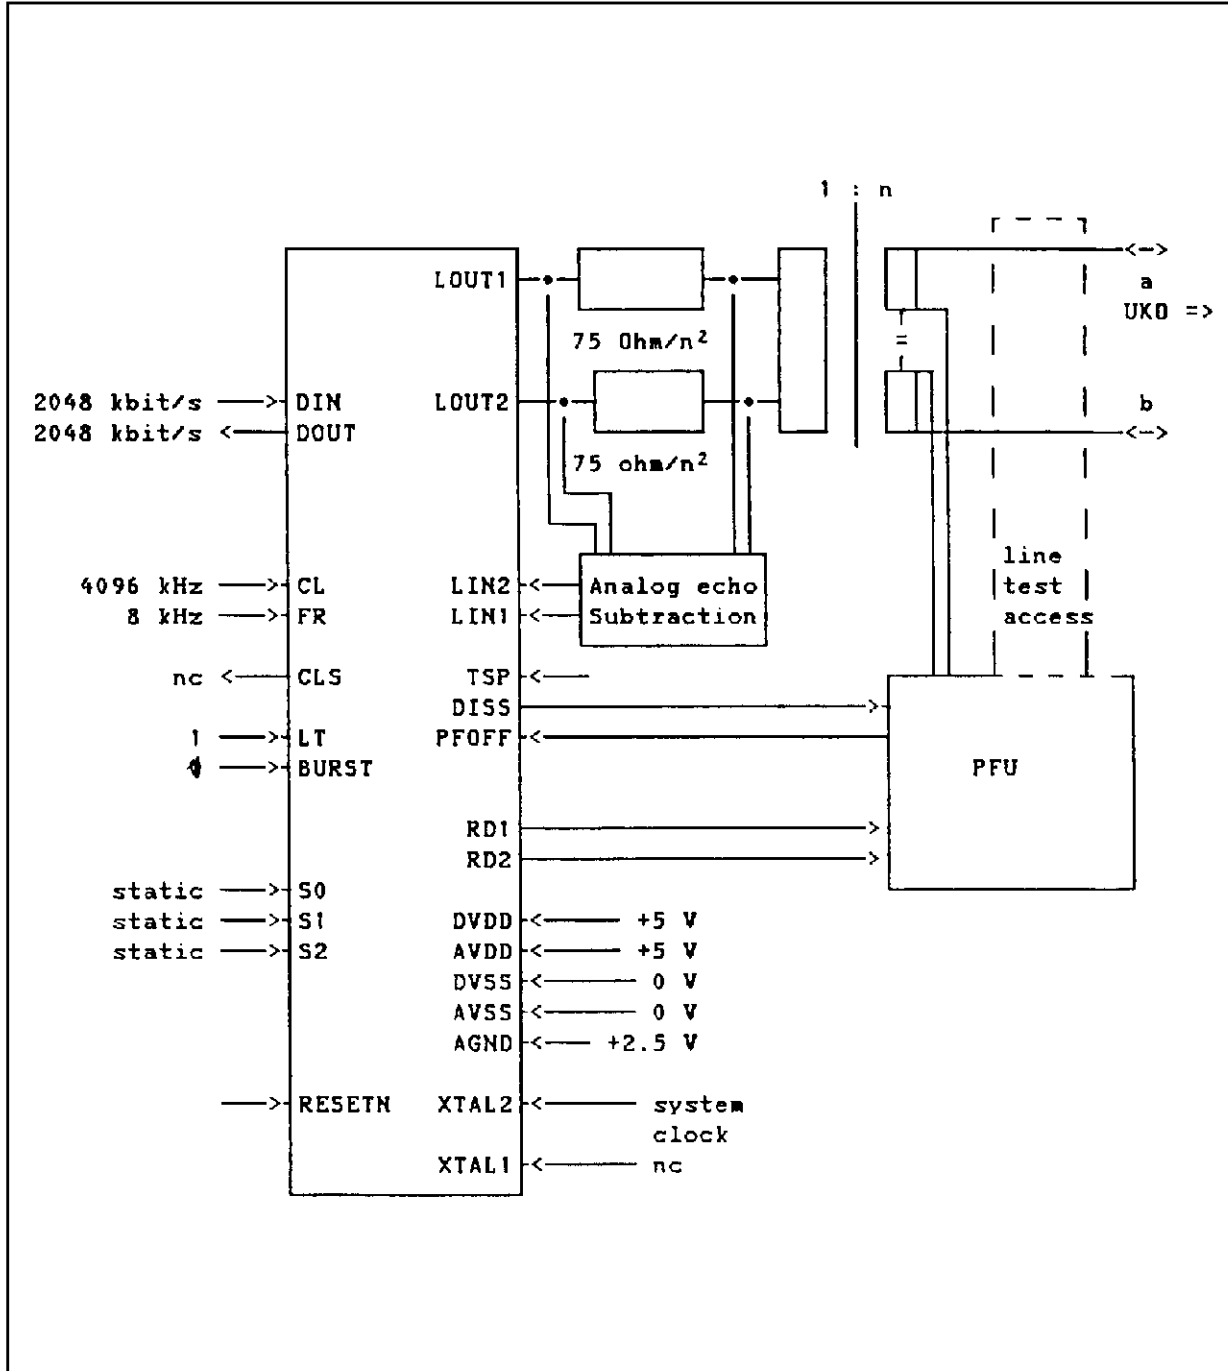 1 : n
LOUT1
a
UK0 =>
75 Ohm/n²
=
2048 kbit/s DIN LOUT2 b
2048 kbit/s DOUT
75 ohm/n²
line
4096 kHz CL LIN2 Analog echo test
8 kHz FR LIN1 Subtraction access
nc CLS TSP
DISS
1 LT PFOFF
BURST PFU
RD1
RD2
static S0
static S1 DVDD +5 V
static S2 AVDD +5 V
DVSS 0 V
AVSS 0 V
AGND +2.5 V
RESETN XTAL2 system
clock
XTAL1 nc